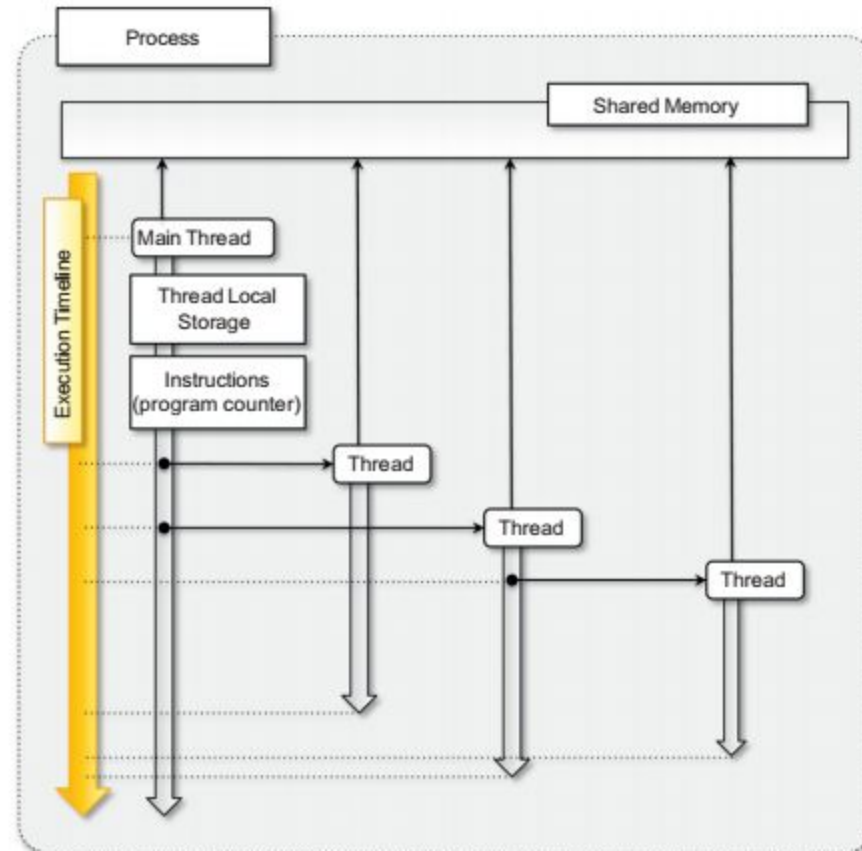 Process
Shared Memory
Execution Timeline
Main Thread
Thread Local
Storage
Instructions
(program counter)
Thread
Thread
Thread